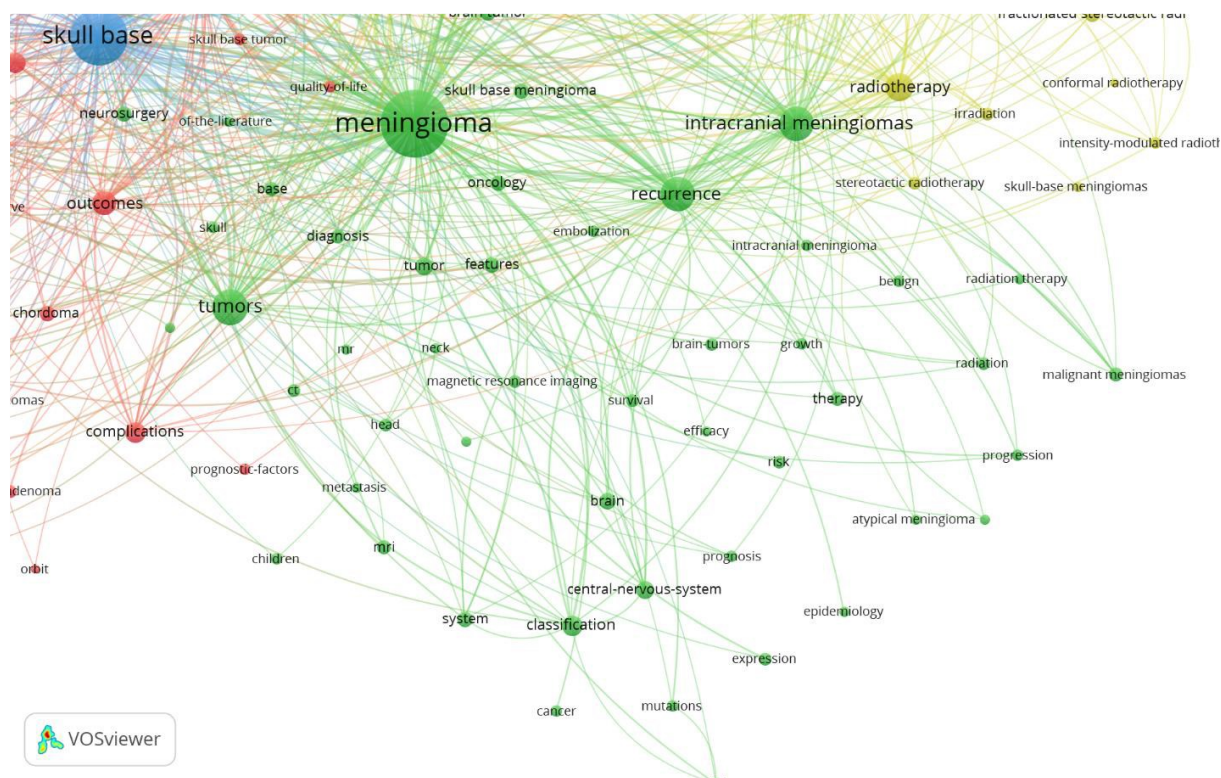 brain tumor
fractionated stereotactic radi
skull base
skull base tumor
quality-of-life
skull base meningioma
radiotherapy
conformal radiotherapy
neurosurgery
of-the-literature
meningioma
intracranial meningiomas
irradiation
intensity-modulated radioth
base
oncology
recurrence
stereotactic radiotherapy
skull-base meningiomas
ve
outcomes
skull
diagnosis
embolization
intracranial meningioma
tumor
features
benign
radiation therapy
tumors
chordoma
mr
neck
brain-tumors
growth
radiation
malignant meningiomas
ct
magnetic resonance imaging
survival
therapy
omas
complications
head
efficacy
prognostic-factors
risk
progression
idenoma
metastasis
brain
atypical meningioma
orbit
children
mri
prognosis
central-nervous-system
system
classification
epidemiology
expression
cancer
mutations
VOSviewer